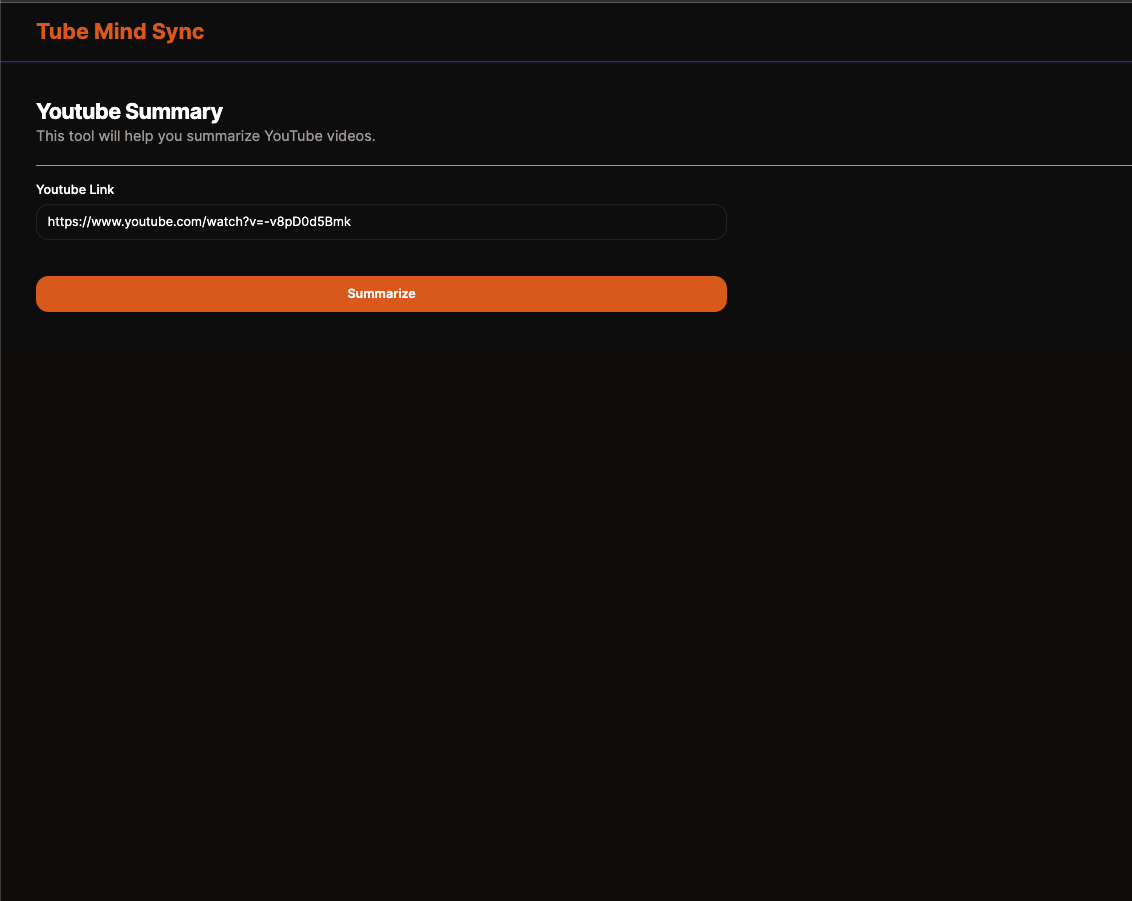 Tube Mind Sync
Youtube Summary
This tool will help you summarize YouTube videos.
Youtube Link
https://www.youtube.com/watch?v=-v8pD0d5Bmk
Summarize